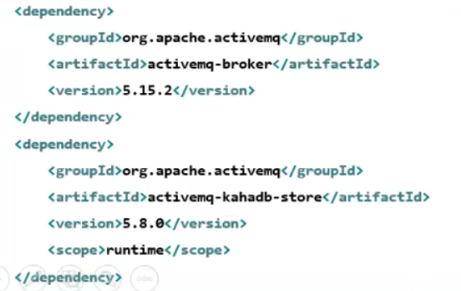 <dependency>
<groupId>org.apache.activemq</groupId>
<artifactId>activemq-broker</artifactId>
<version>5.15.2</version>
</dependency>
<dependency>
<groupId>org.apache.activemq</groupId>
<artifactId>activemq-kahadb-store</artifactId>
<version>5.8.0</version>
<scope>runtime</scope>
</dependency>